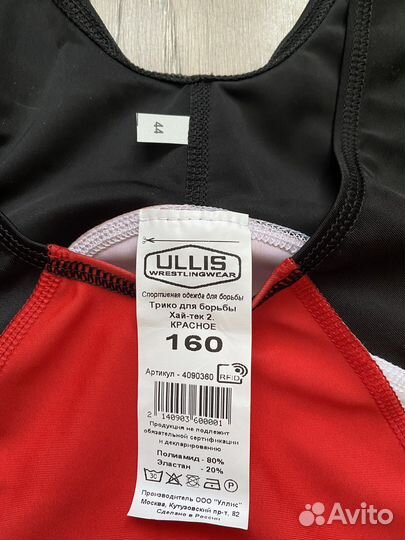 44
ULLIS
WRESTLINGWEAR
Спортивная одежда для борьбы
Трико для борьбы
Хай-тек 2.
КРАСНОЕ
160
Артикул - 4090360
RFID
2 140903 600001
Продукция не подлежит
обязательной сертификации
и декларированию
Полиамид - 80%
Эластан - 20%
30
P
Производитель ООО "Уллис"
Москва, Кутузовский пр-т, 82
Сделано в России
Avito